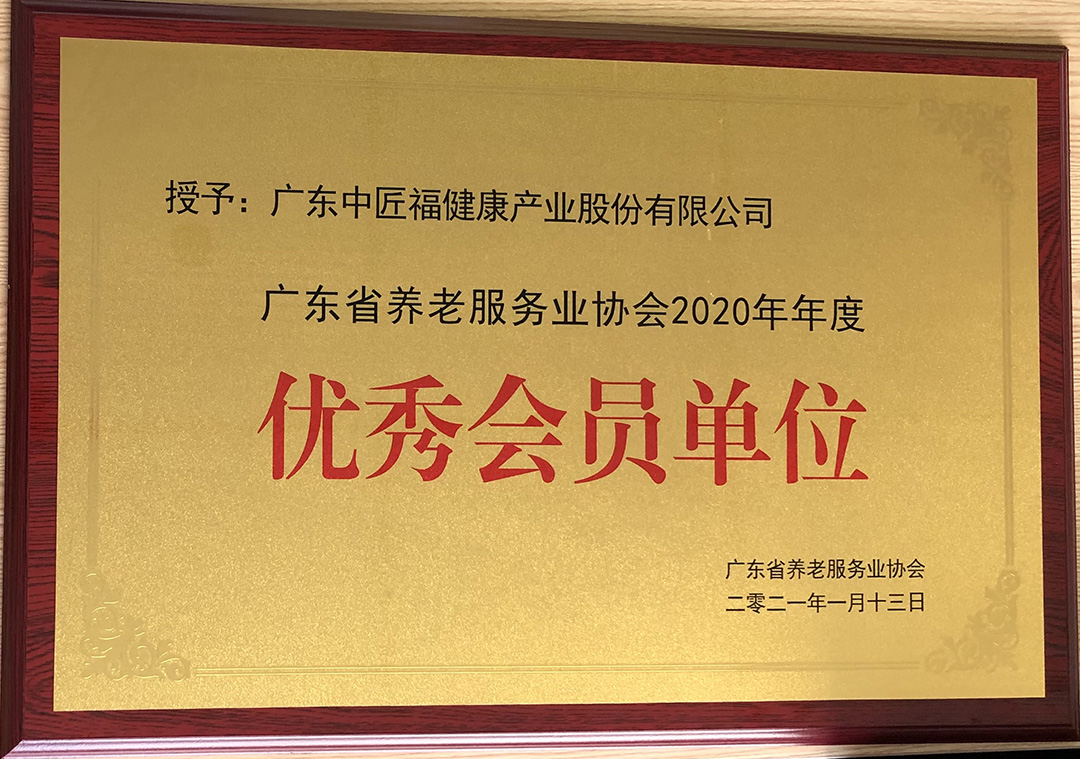 授予：广东中匠福健康产业股份有限公司
广东省养老服务业协会2020年年度
优秀会员单位
广东省养老服务业协会
二零二一年一月十三日